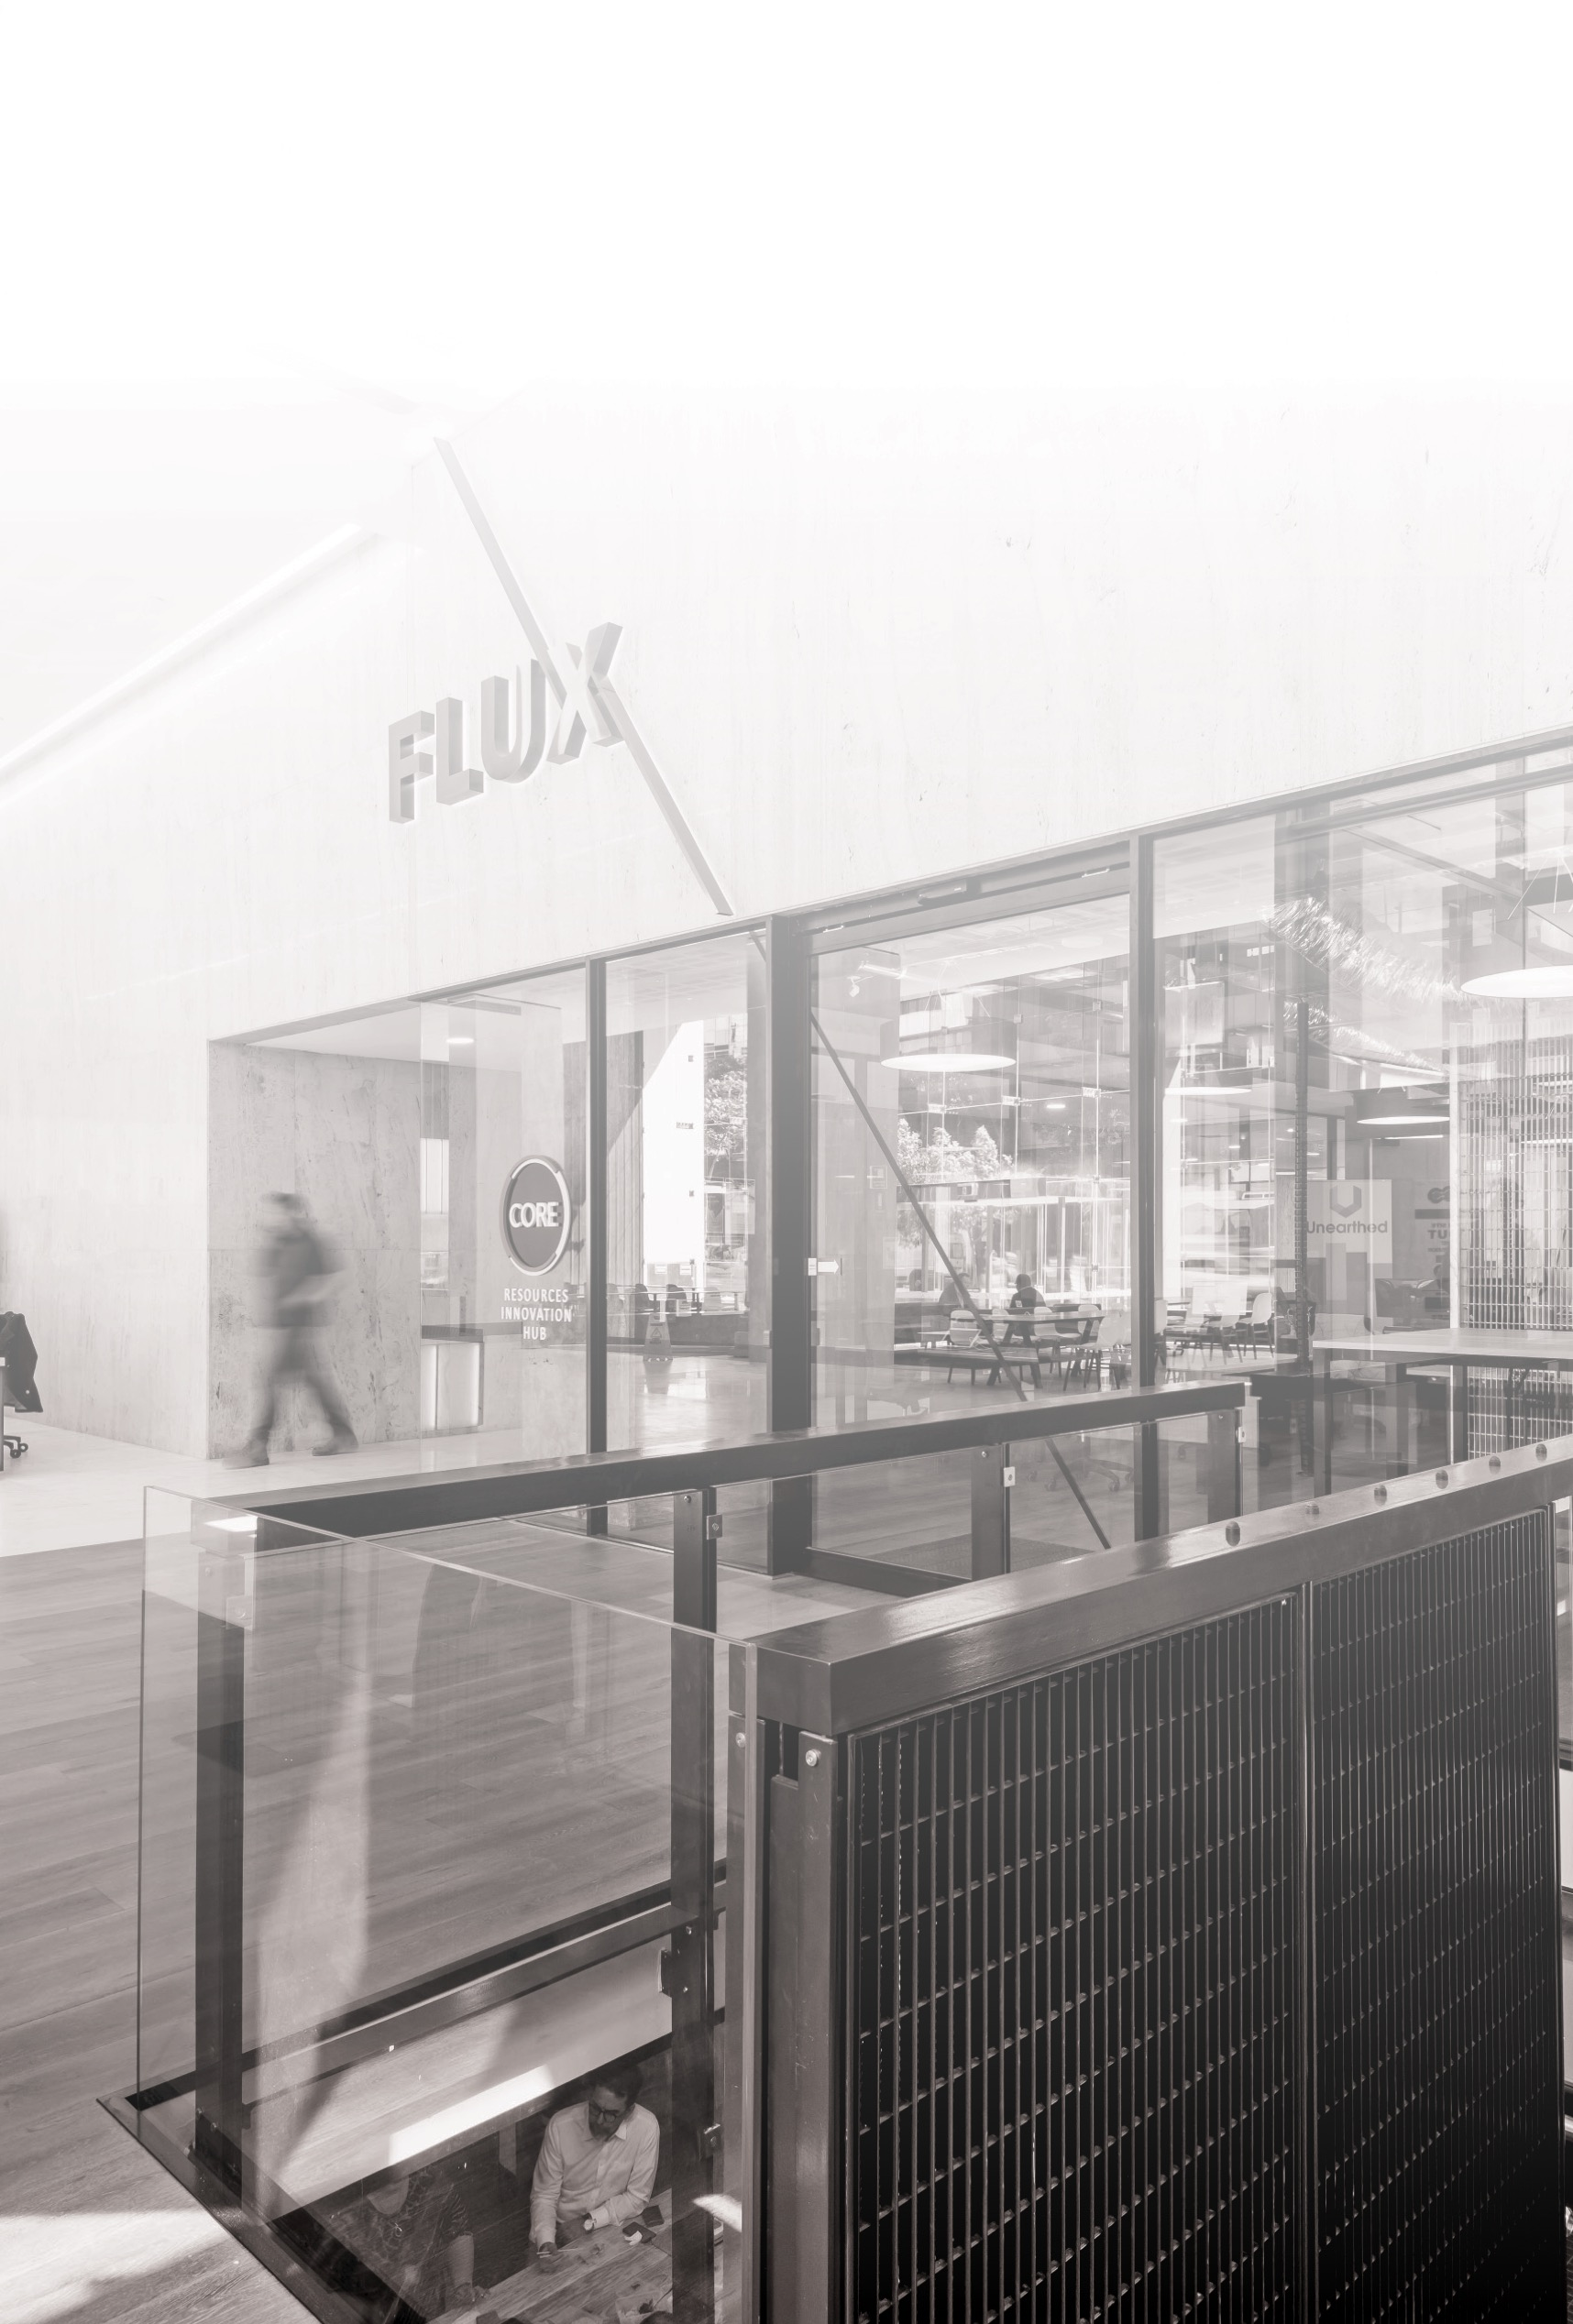 FLUX
CORE
RESOURCES
INNOVATION
HUB
Unearthed